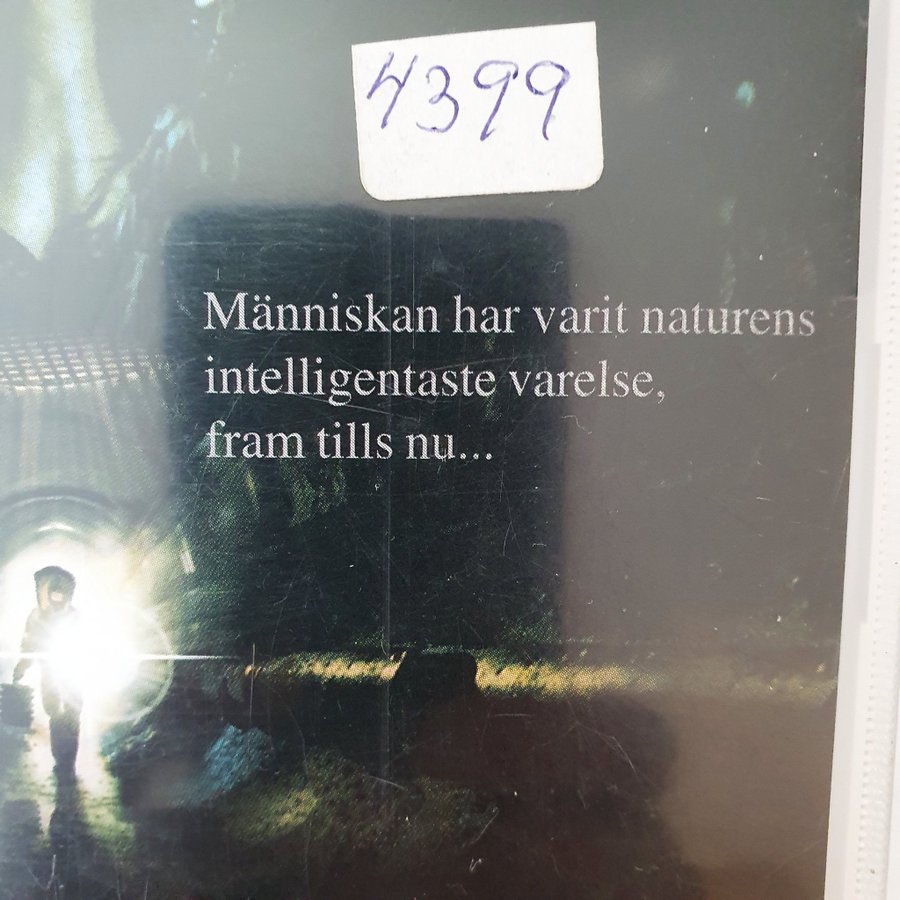 4399
Människan har varit naturens
intelligentaste varelse,
fram tills nu...